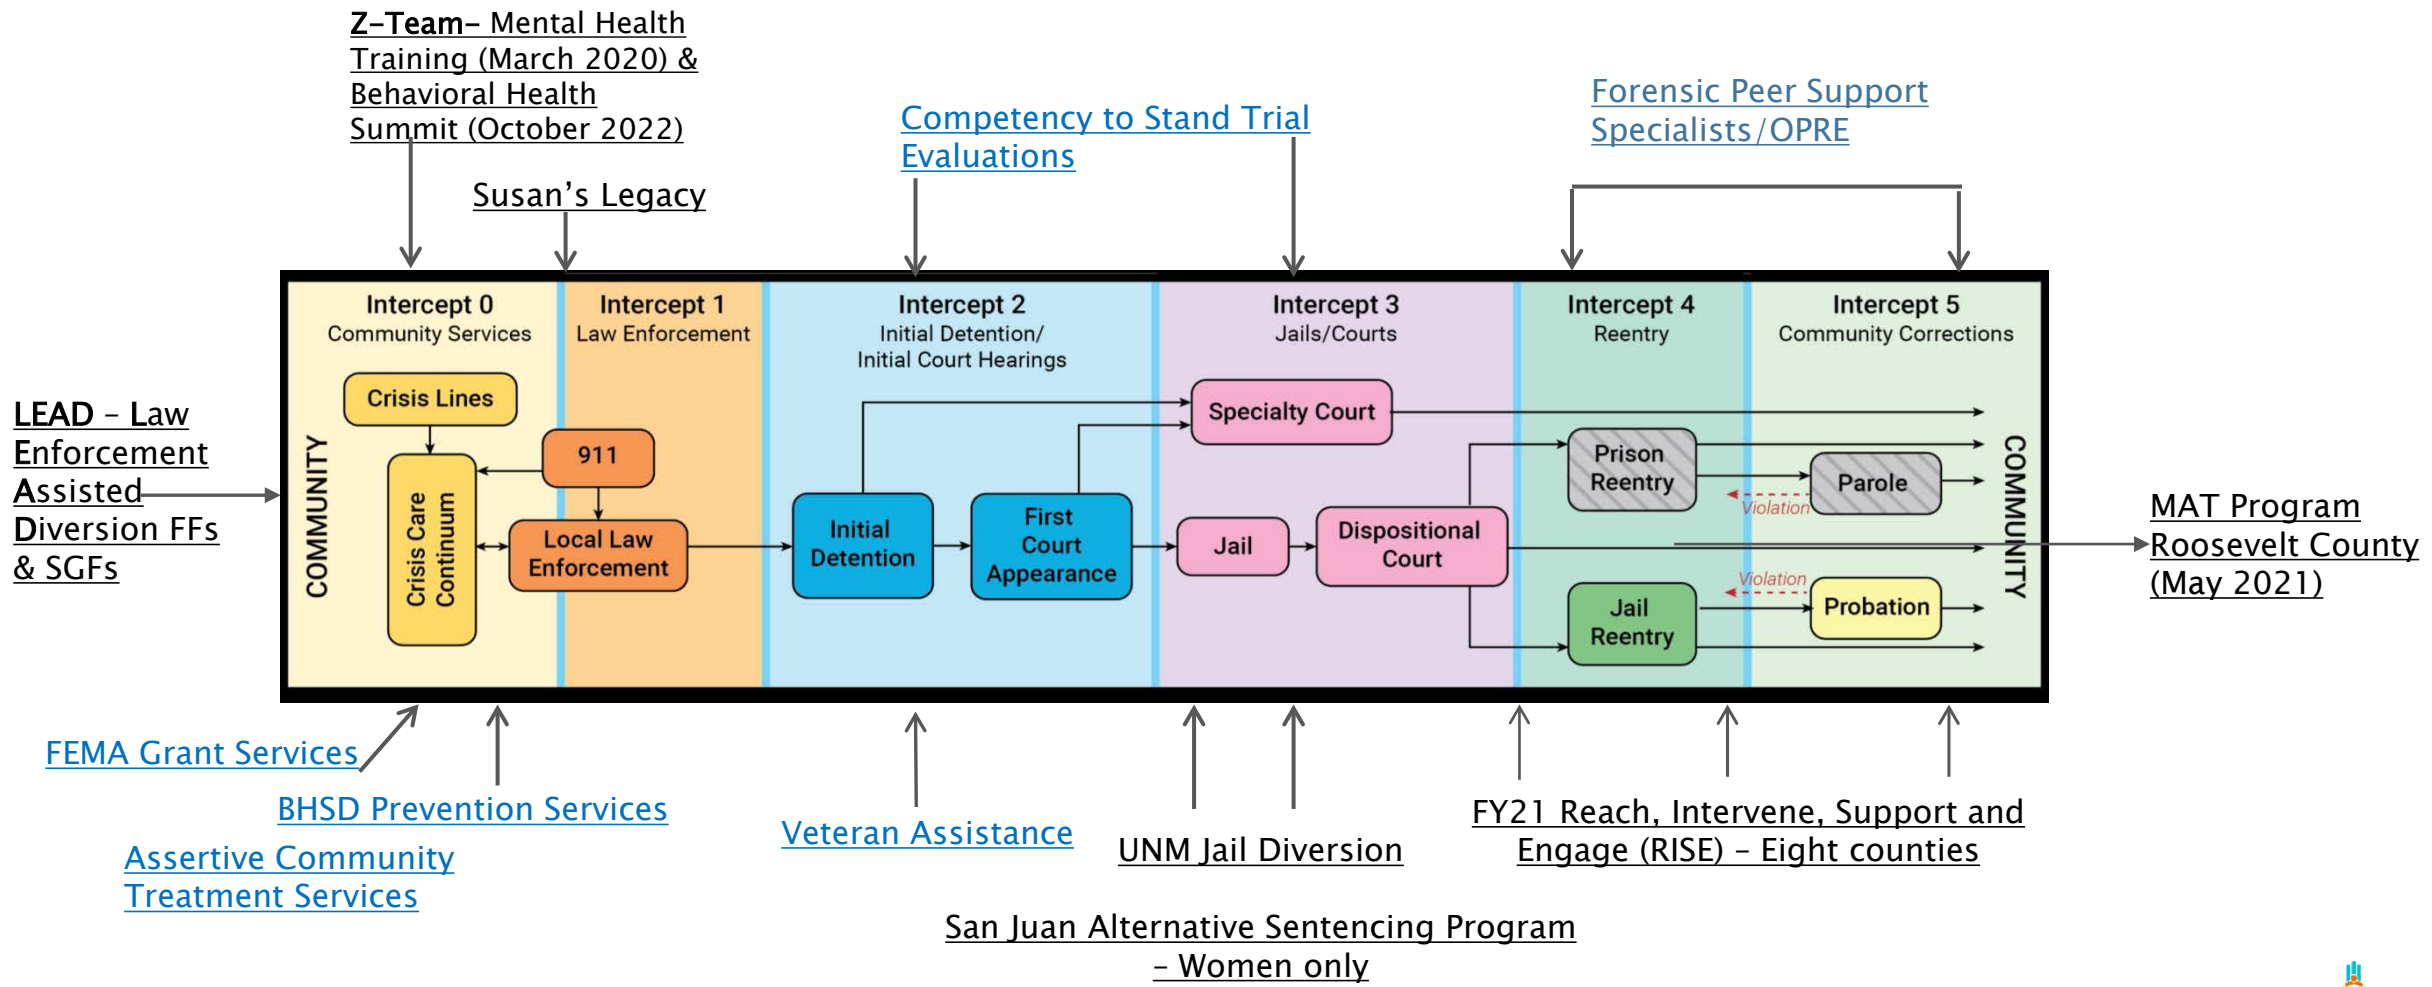 Z–Team– Mental Health
Training (March 2020) &
Behavioral Health
Summit (October 2022)
Susan’s Legacy
Competency to Stand Trial
Evaluations
Forensic Peer Support
Specialists/OPRE
LEAD – Law
Enforcement
Assisted
Diversion FFs
& SGFs
Intercept 0
Community Services
Intercept 1
Law Enforcement
Intercept 2
Initial Detention/
Initial Court Hearings
Intercept 3
Jails/Courts
Intercept 4
Reentry
Intercept 5
Community Corrections
COMMUNITY
Crisis Lines
Crisis Care
Continuum
911
Local Law
Enforcement
Initial
Detention
First
Court
Appearance
Specialty Court
Jail
Dispositional
Court
Prison
Reentry
Parole
Violation
Violation
Jail
Reentry
Probation
COMMUNITY
MAT Program
Roosevelt County
(May 2021)
FEMA Grant Services
BHSD Prevention Services
Assertive Community
Treatment Services
Veteran Assistance
UNM Jail Diversion
FY21 Reach, Intervene, Support and
Engage (RISE) – Eight counties
San Juan Alternative Sentencing Program
– Women only